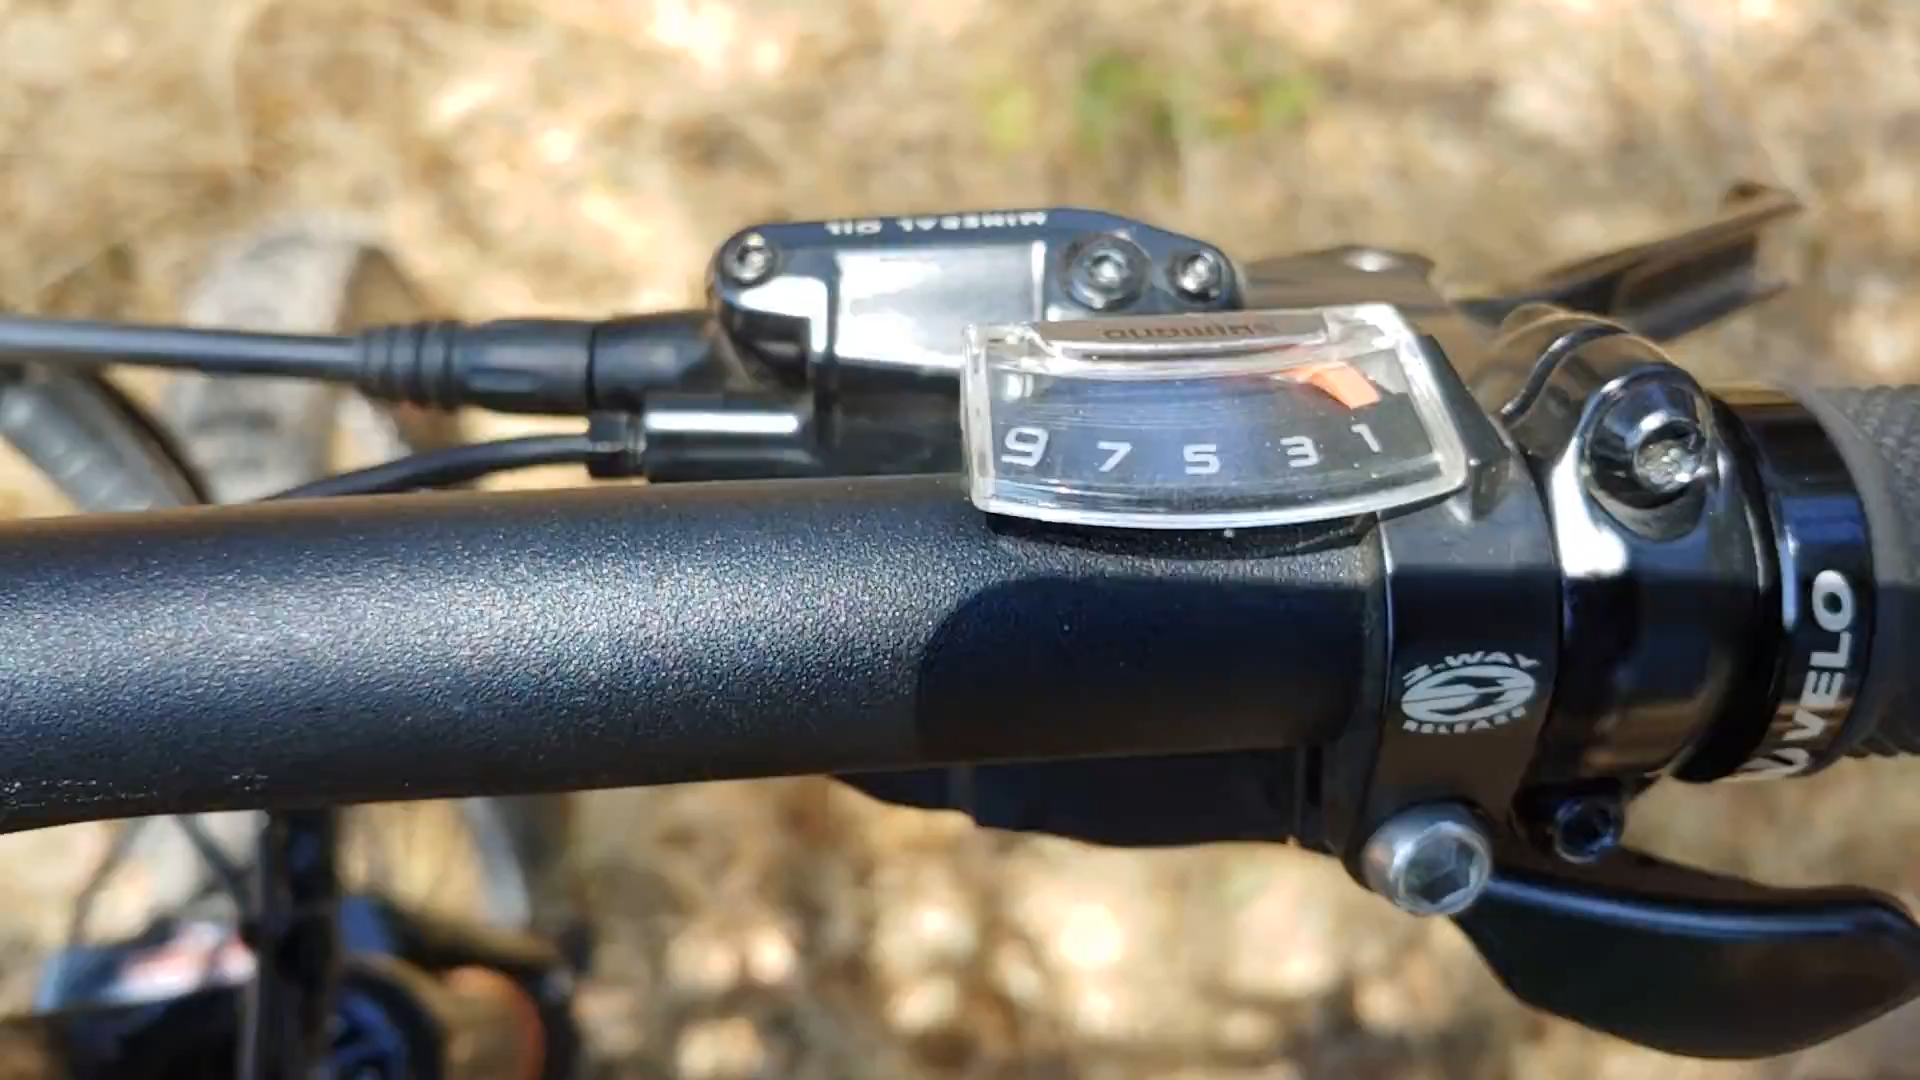 MINERAL OIL
SHIMANO
9 7 5 3 1
2-WAY
RELEASE
VELO